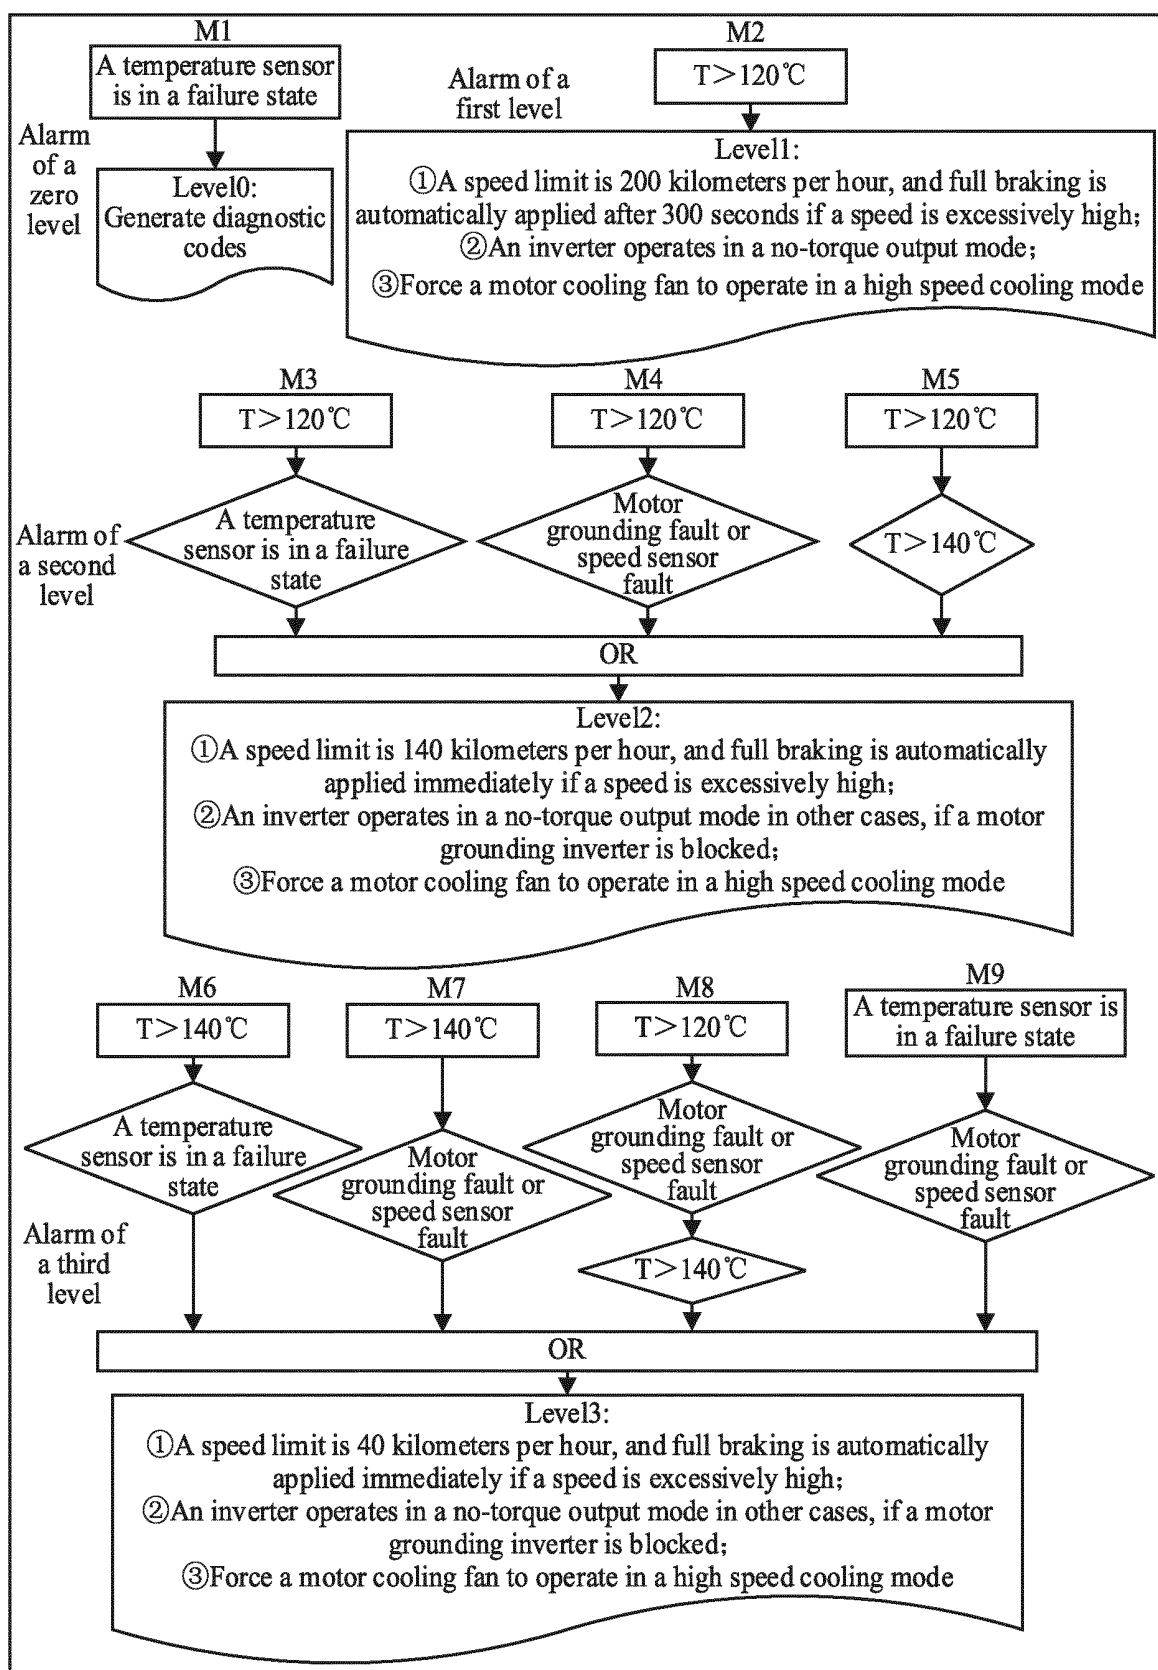 M1
A temperature sensor
is in a failure state
Alarm
of a
zero
level
Level0:
Generate diagnostic
codes
M2
T＞120℃
Alarm of a
first level
Level1:
①A speed limit is 200 kilometers per hour, and full braking is
automatically applied after 300 seconds if a speed is excessively high;
②An inverter operates in a no-torque output mode;
③Force a motor cooling fan to operate in a high speed cooling mode
M3
T＞120℃
A temperature
sensor is in a failure
state
M4
T＞120℃
Motor
grounding fault or
speed sensor
fault
M5
T＞120℃
T＞140℃
Alarm of
a second
level
OR
Level2:
①A speed limit is 140 kilometers per hour, and full braking is automatically
applied immediately if a speed is excessively high;
②An inverter operates in a no-torque output mode in other cases, if a motor
grounding inverter is blocked;
③Force a motor cooling fan to operate in a high speed cooling mode
M6
T＞140℃
A temperature
sensor is in a failure
state
M7
T＞140℃
Motor
grounding fault or
speed sensor
fault
M8
T＞120℃
Motor
grounding fault or
speed sensor
fault
T＞140℃
M9
A temperature sensor is
in a failure state
Motor
grounding fault or
speed sensor
fault
Alarm of
a third
level
OR
Level3:
①A speed limit is 40 kilometers per hour, and full braking is automatically
applied immediately if a speed is excessively high;
②An inverter operates in a no-torque output mode in other cases, if a motor
grounding inverter is blocked;
③Force a motor cooling fan to operate in a high speed cooling mode